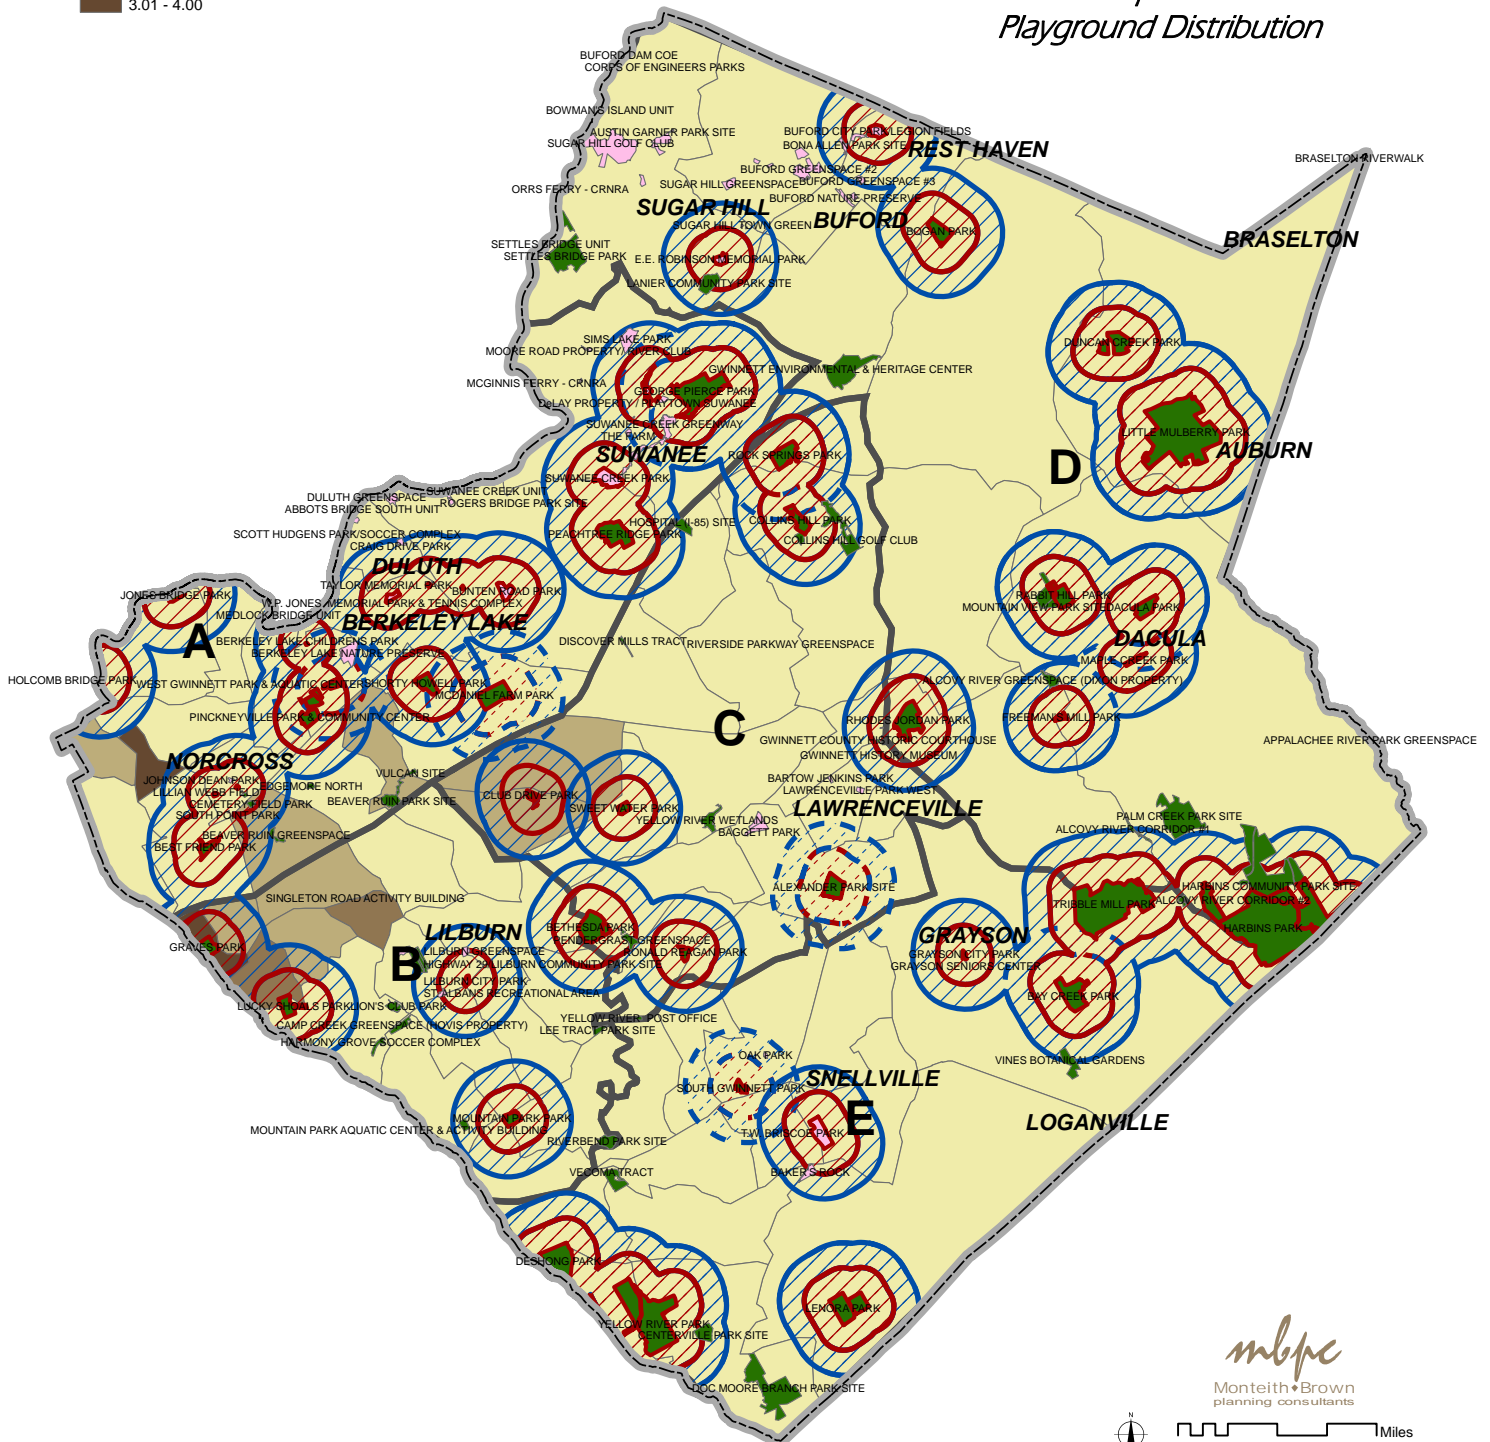 3.01 - 4.00
Playground Distribution
BUFORD DAM COE
CORPS OF ENGINEERS PARKS
BOWMAN'S ISLAND UNIT
AUSTIN GARNER PARK SITE
SUGAR HILL GOLF CLUB
BUFORD CITY PARK/LEGION FIELDS
BONA ALLEN PARK SITE
REST HAVEN
BRASELTON RIVERWALK
BUFORD GREENSPACE #2
SUGAR HILL GREENSPACE
BUFORD GREENSPACE #3
ORRS FERRY - CRNRA
BUFORD NATURE PRESERVE
SUGAR HILL
BUFORD
SUGAR HILL TOWN GREEN
BOGAN PARK
BRASELTON
SETTLES BRIDGE UNIT
SETTLES BRIDGE PARK
E.E. ROBINSON MEMORIAL PARK
LANIER COMMUNITY PARK SITE
SIMS LAKE PARK
MOORE ROAD PROPERTY/ RIVER CLUB
DUNCAN CREEK PARK
GWINNETT ENVIRONMENTAL & HERITAGE CENTER
MCGINNIS FERRY - CRNRA
GEORGE PIERCE PARK
DeLAY PROPERTY / PLAYTOWN SUWANEE
SUWANEE CREEK GREENWAY
THE FARM
LITTLE MULBERRY PARK
AUBURN
SUWANEE
ROCK SPRINGS PARK
D
SUWANEE CREEK PARK
SUWANEE CREEK UNIT
DULUTH GREENSPACE
ROGERS BRIDGE PARK SITE
ABBOTS BRIDGE SOUTH UNIT
HOSPITAL (I-85) SITE
COLLINS HILL PARK
SCOTT HUDGENS PARK/SOCCER COMPLEX
PEACHTREE RIDGE PARK
COLLINS HILL GOLF CLUB
CRAIG DRIVE PARK
DULUTH
TAYLOR MEMORIAL PARK
BUNTEN ROAD PARK
JONES BRIDGE PARK
RABBIT HILL PARK
W.P. JONES MEMORIAL PARK & TENNIS COMPLEX
MOUNTAIN VIEW PARK SITE
DACULA PARK
MEDLOCK BRIDGE UNIT
BERKELEY LAKE
A
BERKELEY LAKE CHILDRENS PARK
DISCOVER MILLS TRACT
RIVERSIDE PARKWAY GREENSPACE
DACULA
BERKELEY LAKE NATURE PRESERVE
MAPLE CREEK PARK
HOLCOMB BRIDGE PARK
WEST GWINNETT PARK & AQUATIC CENTER
SHORTY HOWELL PARK
MCDANIEL FARM PARK
ALCOVY RIVER GREENSPACE (DIXON PROPERTY)
PINCKNEYVILLE PARK & COMMUNITY CENTER
RHODES JORDAN PARK
FREEMAN'S MILL PARK
C
GWINNETT COUNTY HISTORIC COURTHOUSE
APPALACHEE RIVER PARK GREENSPACE
GWINNETT HISTORY MUSEUM
NORCROSS
VULCAN SITE
BARTOW JENKINS PARK
JOHNSON DEAN PARK
EDGEMORE NORTH
LAWRENCEVILLE PARK WEST
LILLIAN WEBB FIELD
CLUB DRIVE PARK
BEAVER RUIN PARK SITE
CEMETERY FIELD PARK
SWEET WATER PARK
LAWRENCEVILLE
SOUTH POINT PARK
YELLOW RIVER WETLANDS
PALM CREEK PARK SITE
BEAVER RUIN GREENSPACE
BAGGETT PARK
ALCOVY RIVER CORRIDOR #1
BEST FRIEND PARK
ALEXANDER PARK SITE
HARBINS COMMUNITY PARK SITE
SINGLETON ROAD ACTIVITY BUILDING
TRIBBLE MILL PARK
ALCOVY RIVER CORRIDOR #2
BETHESDA PARK
HARBINS PARK
LILBURN
GRAYSON
PENDERGRAST GREENSPACE
GRAVES PARK
LILBURN GREENSPACE
RONALD REAGAN PARK
GRAYSON CITY PARK
B
HIGHWAY 29/LILBURN COMMUNITY PARK SITE
GRAYSON SENIORS CENTER
LILBURN CITY PARK
ST. ALBANS RECREATIONAL AREA
BAY CREEK PARK
LUCKY SHOALS PARK
LION'S CLUB PARK
YELLOW RIVER POST OFFICE
CAMP CREEK GREENSPACE (HOVIS PROPERTY)
LEE TRACT PARK SITE
HARMONY GROVE SOCCER COMPLEX
OAK PARK
VINES BOTANICAL GARDENS
SNELLVILLE
SOUTH GWINNETT PARK
E
MOUNTAIN PARK PARK
LOGANVILLE
MOUNTAIN PARK AQUATIC CENTER & ACTIVITY BUILDING
T.W. BRISCOE PARK
RIVERBEND PARK SITE
VECOMA TRACT
BAKER'S ROCK
DESHONG PARK
LENORA PARK
YELLOW RIVER PARK
CENTERVILLE PARK SITE
DOC MOORE BRANCH PARK SITE
mbpc
Monteith♦Brown
planning consultants
N
Miles